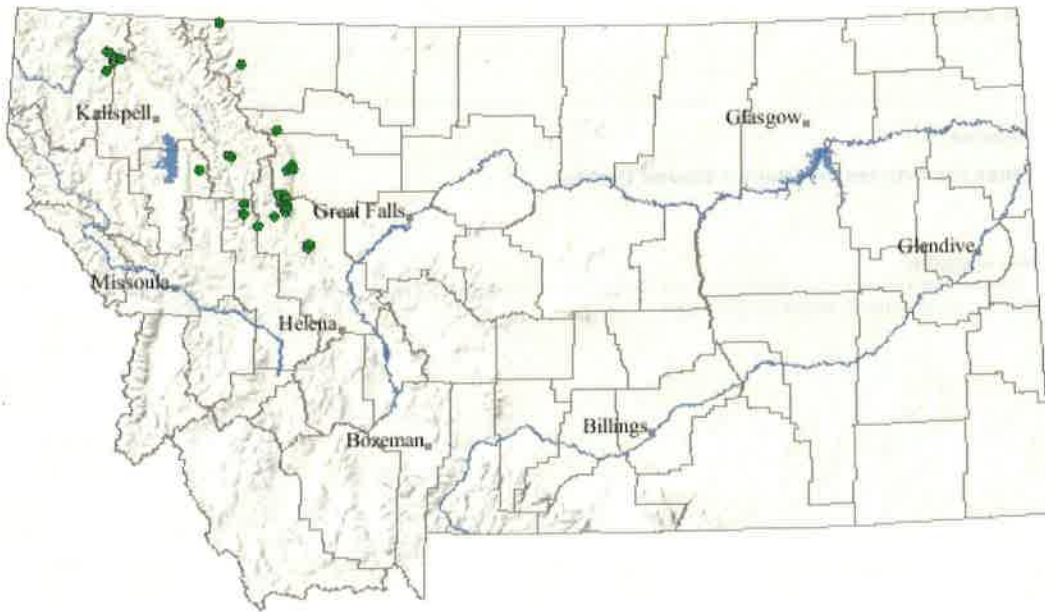 Kalispell
Glasgow
Great Falls
Glendive
Missoula
Helena
Bozeman
Billings